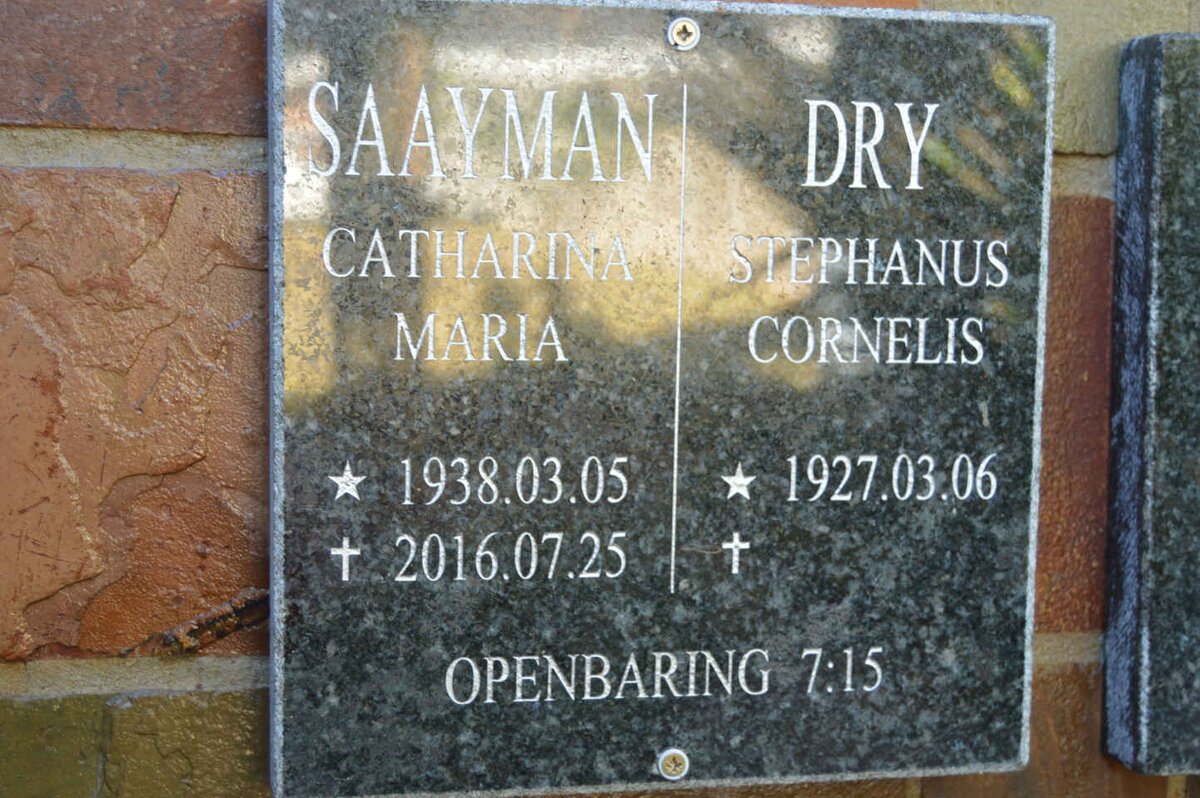 SAAYMAN
CATHARINA
MARIA
★ 1938.03.05
✝ 2016.07.25
DRY
STEPHANUS
CORNELIS
★ 1927.03.06
✝
OPENBARING 7:15